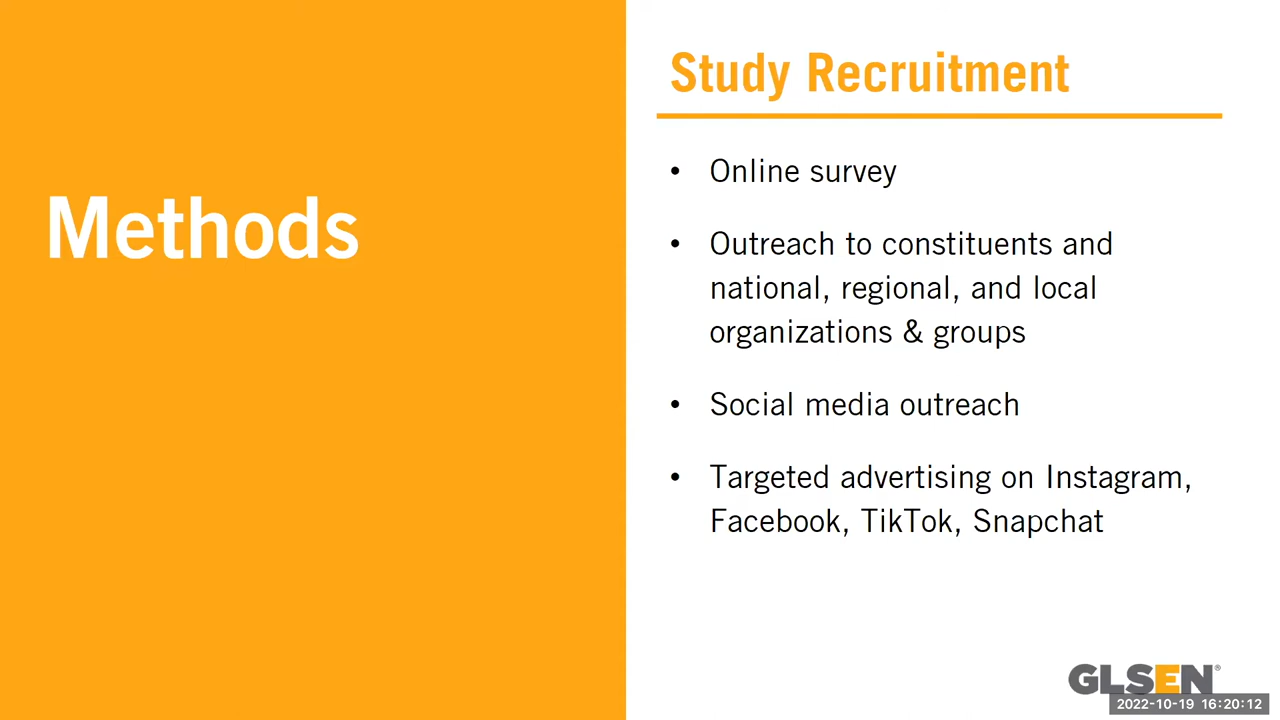 Methods
Study Recruitment
• Online survey
• Outreach to constituents and
national, regional, and local
organizations & groups
• Social media outreach
• Targeted advertising on Instagram,
Facebook, TikTok, Snapchat
GLSEN®
2022-10-19 16:20:12